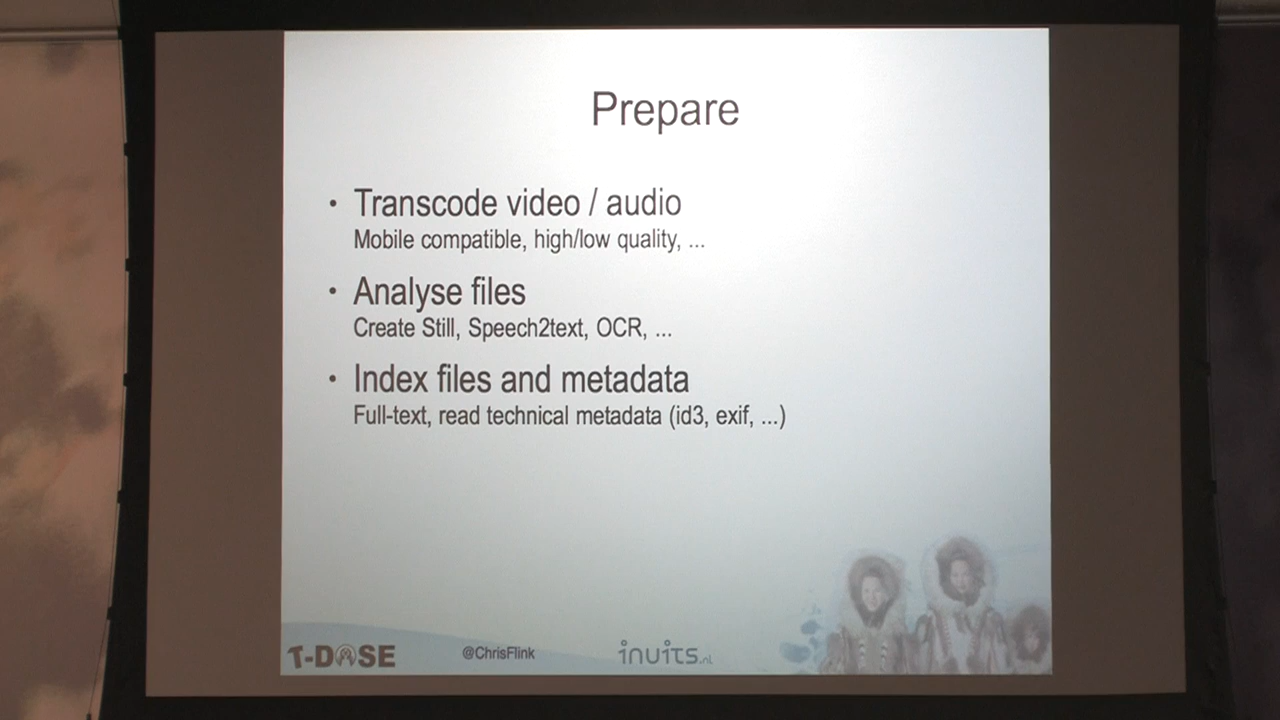 Prepare
• Transcode video / audio
Mobile compatible, high/low quality, ...
• Analyse files
Create Still, Speech2text, OCR, ...
• Index files and metadata
Full-text, read technical metadata (id3, exif, ...)
T-DOSE
@ChrisFlink
inuits.nl